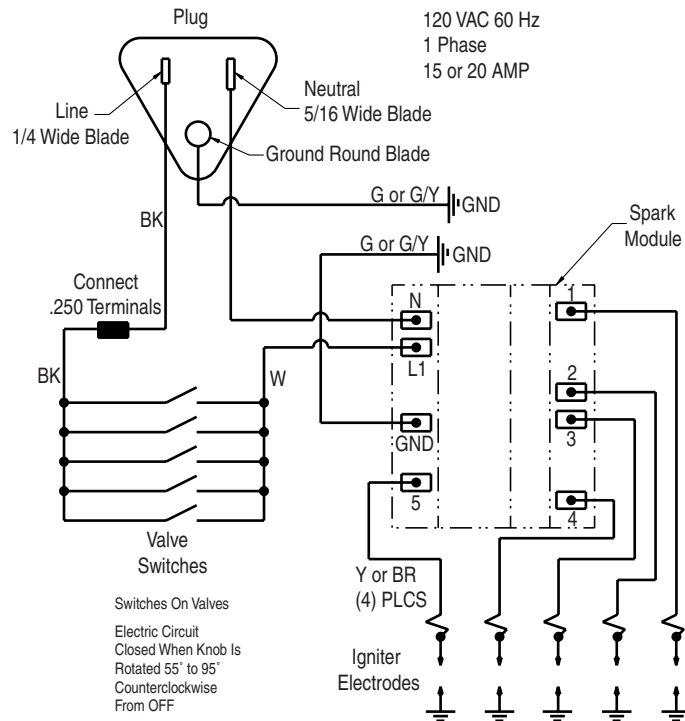 Plug
120 VAC 60 Hz
1 Phase
15 or 20 AMP
Line
1/4 Wide Blade
Neutral
5/16 Wide Blade
Ground Round Blade
G or G/Y
GND
BK
G or G/Y
GND
Spark
Module
Connect
.250 Terminals
N
1
BK
W
L1
2
3
GND
5
4
Valve
Switches
Y or BR
(4) PLCS
Switches On Valves
Electric Circuit
Closed When Knob Is
Rotated 55° to 95°
Counterclockwise
From OFF
Igniter
Electrodes